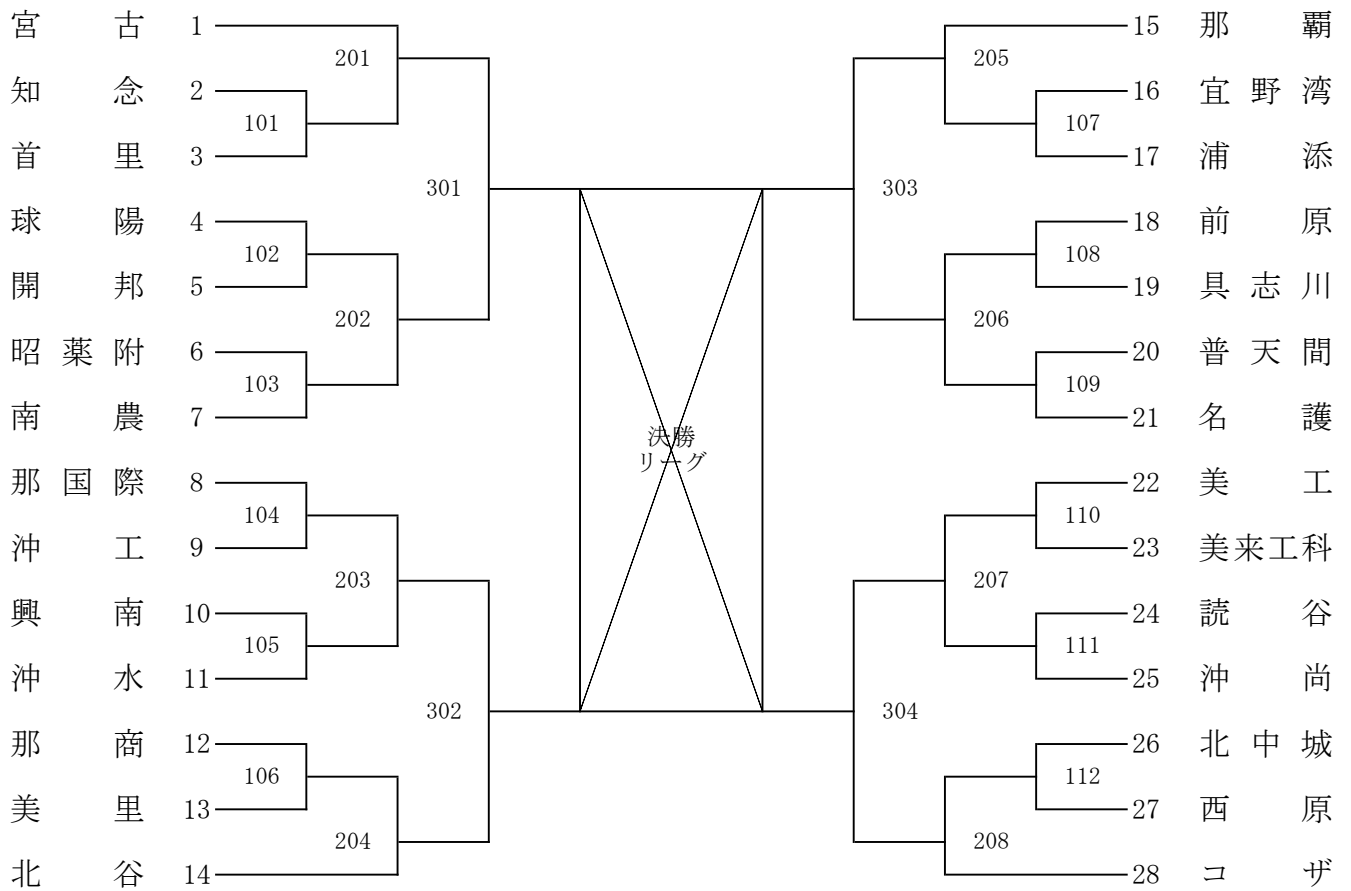 宮古 1
201
知念 2
101
首里 3
301
球陽 4
102
開邦 5
202
昭薬附 6
103
南農 7
那国際 8
104
沖工 9
203
興南 10
105
沖水 11
302
那商 12
106
美里 13
204
北谷 14
決勝
リーグ
15 那覇
205
16 宜野湾
107
17 浦添
303
18 前原
108
19 具志川
206
20 普天間
109
21 名護
22 美工
110
23 美来工科
207
24 読谷
111
25 沖尚
304
26 北中城
112
27 西原
208
28 コザ